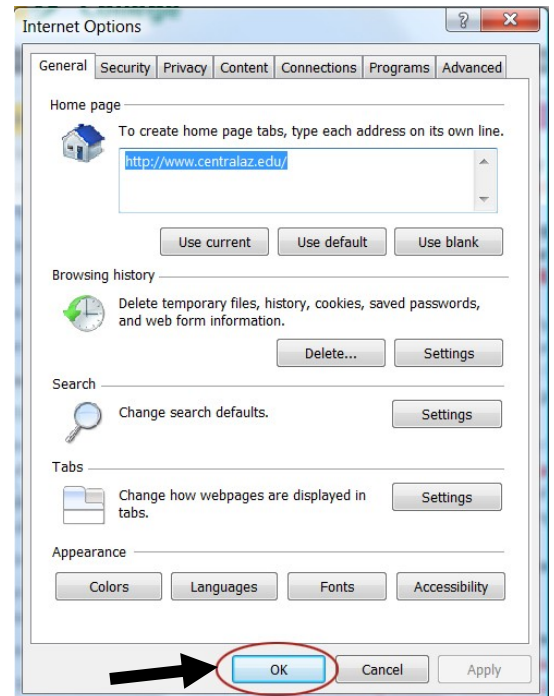 Internet Options
General Security Privacy Content Connections Programs Advanced
Home page
To create home page tabs, type each address on its own line.
http://www.centralaz.edu/
Use current Use default Use blank
Browsing history
Delete temporary files, history, cookies, saved passwords,
and web form information.
Delete... Settings
Search
Change search defaults. Settings
Tabs
Change how webpages are displayed in
tabs. Settings
Appearance
Colors Languages Fonts Accessibility
OK Cancel Apply